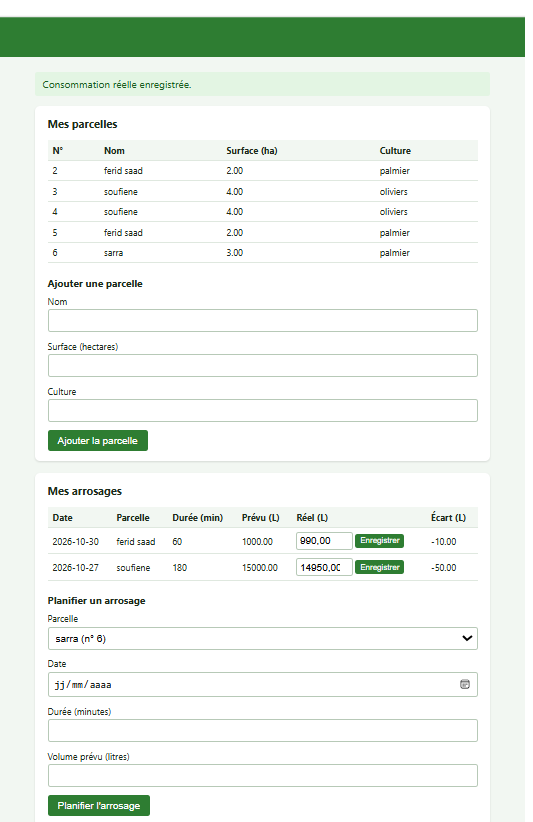 Consommation réelle enregistrée.
Mes parcelles
N° Nom Surface (ha) Culture
2 ferid saad 2.00 palmier
3 soufiene 4.00 oliviers
4 soufiene 4.00 oliviers
5 ferid saad 2.00 palmier
6 sarra 3.00 palmier
Ajouter une parcelle
Nom
Surface (hectares)
Culture
Ajouter la parcelle
Mes arrosages
Date Parcelle Durée (min) Prévu (L) Réel (L) Écart (L)
2026-10-30 ferid saad 60 1000.00 990,00 Enregistrer -10.00
2026-10-27 soufiene 180 15000.00 14950,00 Enregistrer -50.00
Planifier un arrosage
Parcelle
sarra (n° 6)
Date
jj/mm/aaaa
Durée (minutes)
Volume prévu (litres)
Planifier l'arrosage